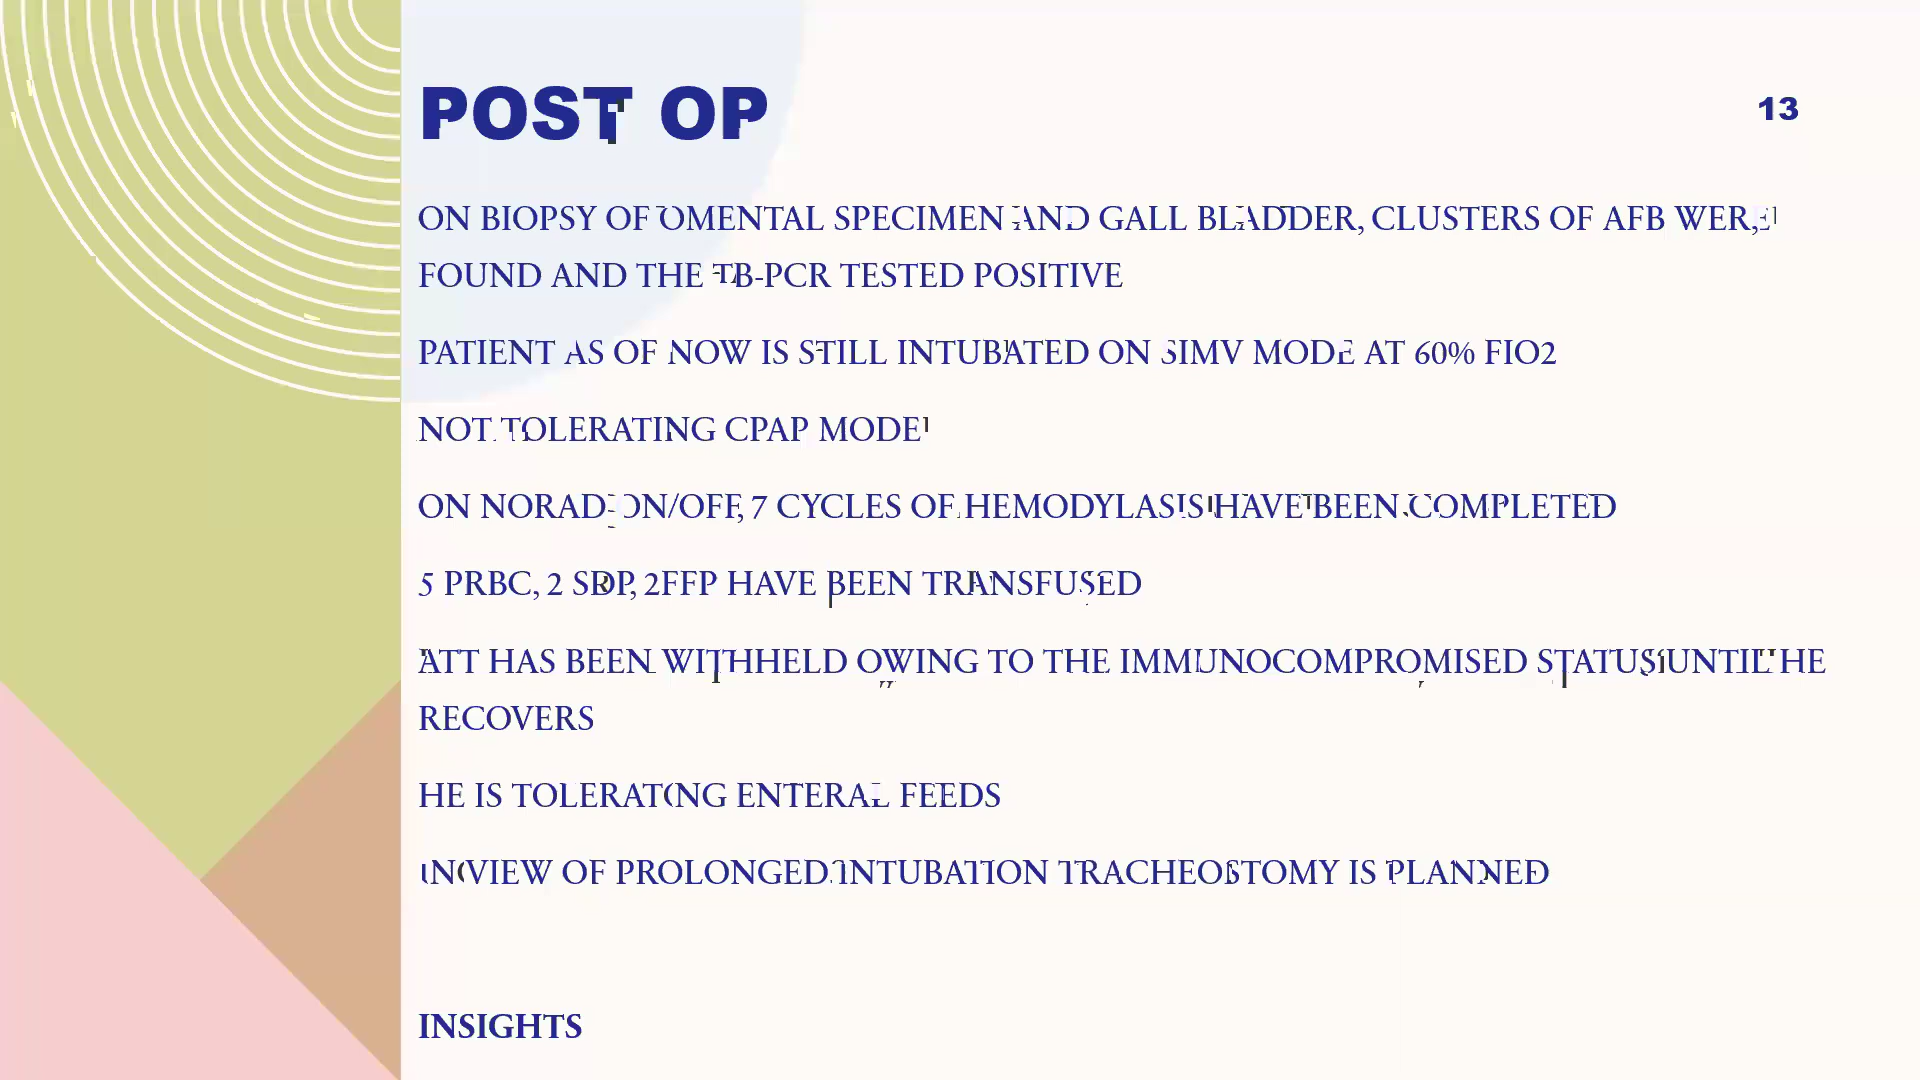 POST OP
13
ON BIOPSY OF OMENTAL SPECIMEN AND GALL BLADDER, CLUSTERS OF AFB WERE
FOUND AND THE TB-PCR TESTED POSITIVE
PATIENT AS OF NOW IS STILL INTUBATED ON SIMV MODE AT 60% FIO2
NOT TOLERATING CPAP MODE
ON NORAD ON/OFF, 7 CYCLES OF HEMODYLASIS HAVE BEEN COMPLETED
5 PRBC, 2 SDP, 2FFP HAVE BEEN TRANSFUSED
ATT HAS BEEN WITHHELD OWING TO THE IMMUNOCOMPROMISED STATUS UNTIL HE
RECOVERS
HE IS TOLERATING ENTERAL FEEDS
IN VIEW OF PROLONGED INTUBATION TRACHEOSTOMY IS PLANNED
INSIGHTS